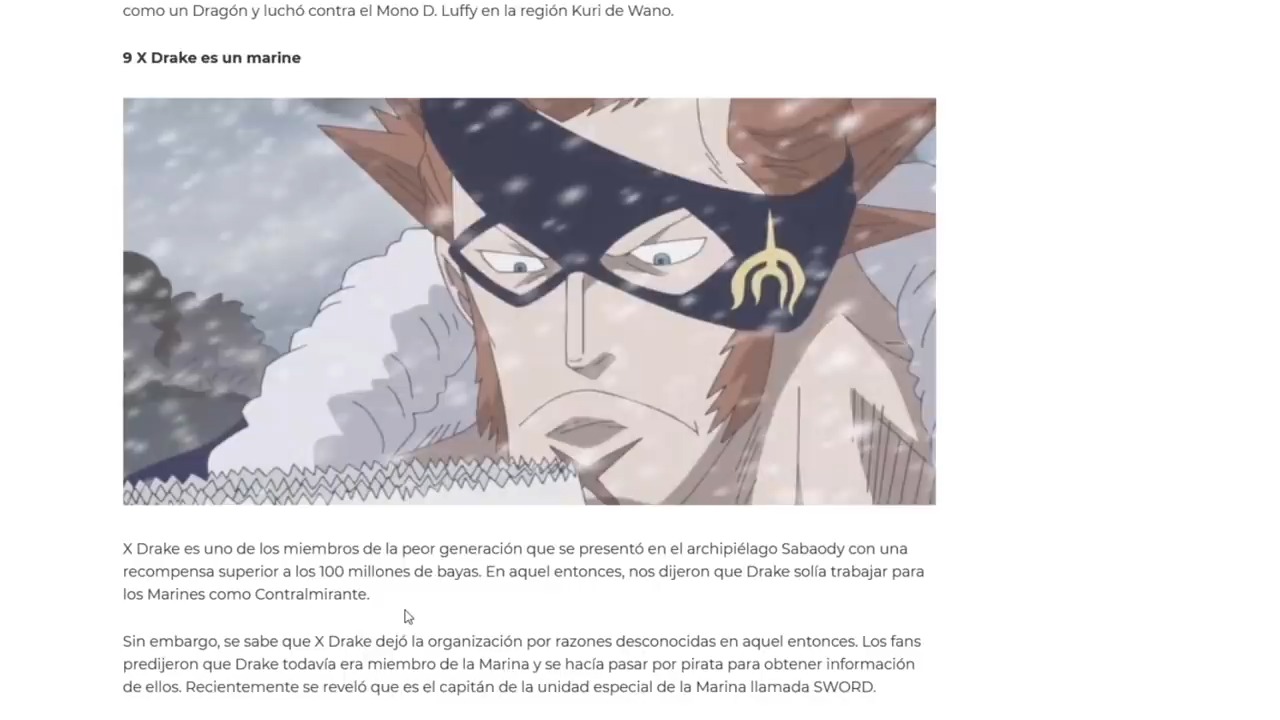 como un Dragón y luchó contra el Mono D. Luffy en la región Kuri de Wano.
9 X Drake es un marine
X Drake es uno de los miembros de la peor generación que se presentó en el archipiélago Sabaody con una
recompensa superior a los 100 millones de bayas. En aquel entonces, nos dijeron que Drake solía trabajar para
los Marines como Contralmirante.
Sin embargo, se sabe que X Drake dejó la organización por razones desconocidas en aquel entonces. Los fans
predijeron que Drake todavía era miembro de la Marina y se hacía pasar por pirata para obtener información
de ellos. Recientemente se reveló que es el capitán de la unidad especial de la Marina llamada SWORD.